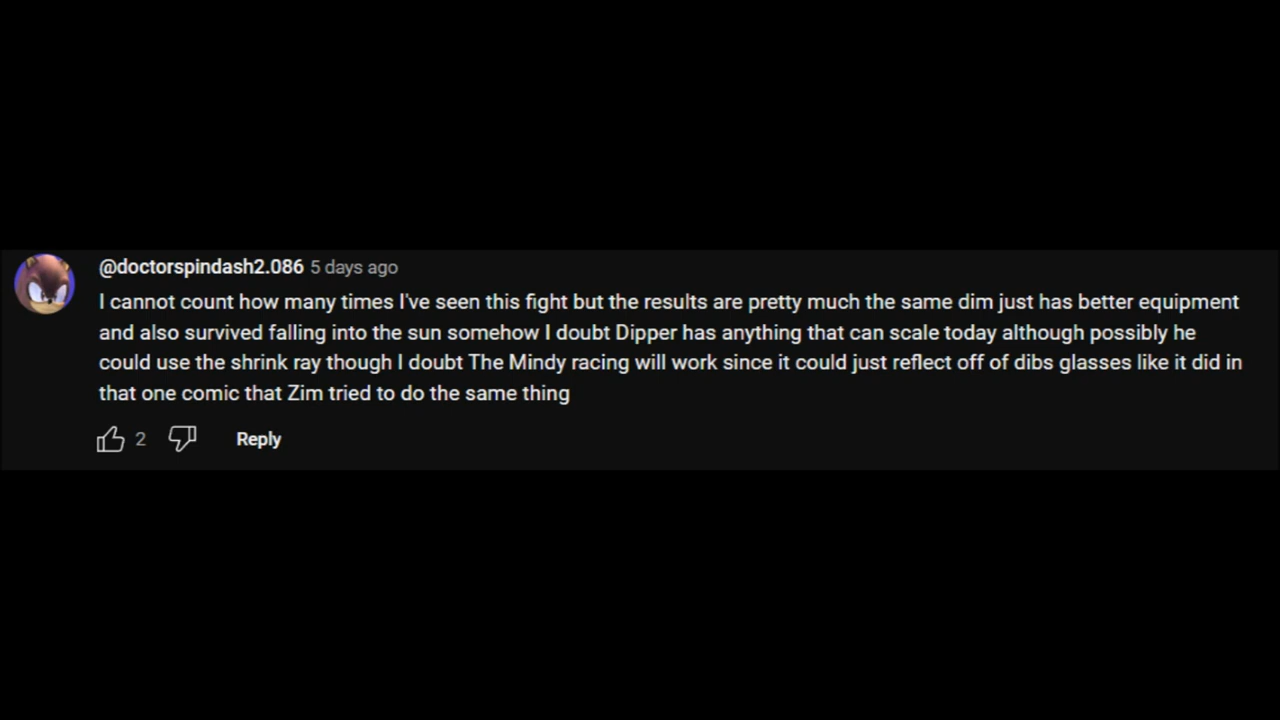 @doctorspindash2.086 5 days ago
I cannot count how many times I've seen this fight but the results are pretty much the same dim just has better equipment
and also survived falling into the sun somehow I doubt Dipper has anything that can scale today although possibly he
could use the shrink ray though I doubt The Mindy racing will work since it could just reflect off of dibs glasses like it did in
that one comic that Zim tried to do the same thing
2 Reply